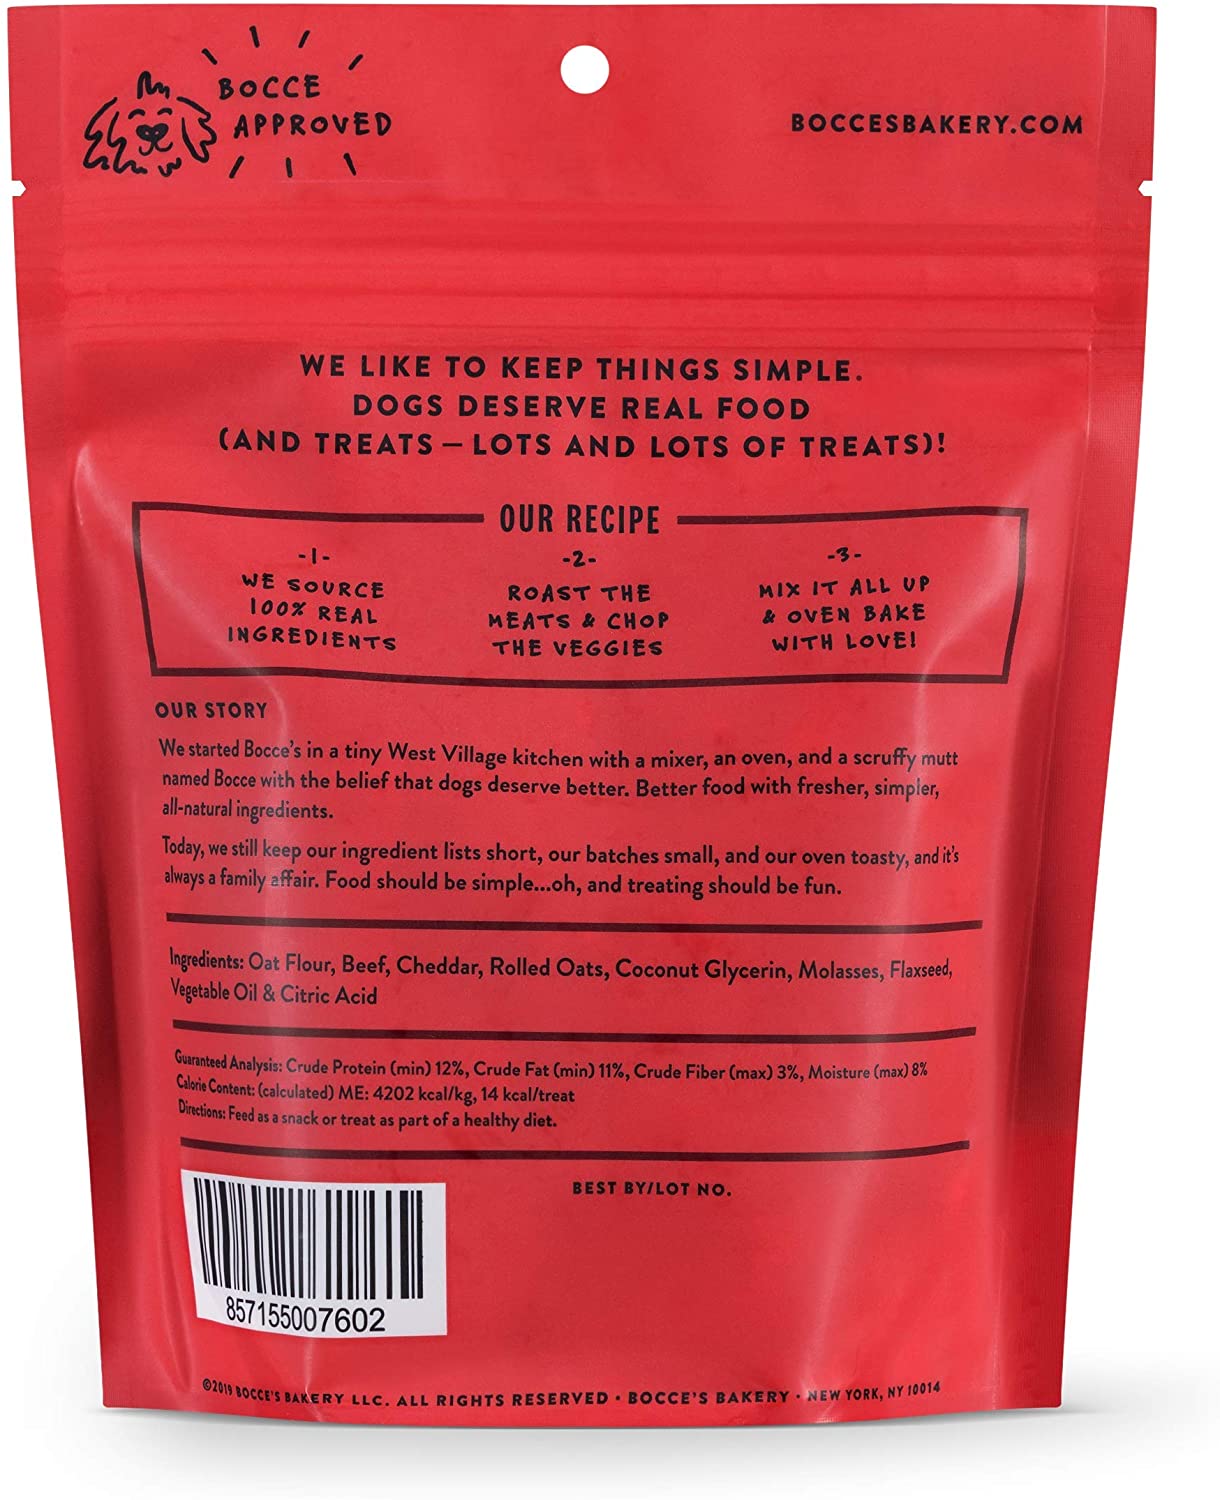 BOCCE
APPROVED
BOCCESBAKERY.COM
WE LIKE TO KEEP THINGS SIMPLE.
DOGS DESERVE REAL FOOD
(AND TREATS — LOTS AND LOTS OF TREATS)!
OUR RECIPE
-1-
WE SOURCE
100% REAL
INGREDIENTS
-2-
ROAST THE
MEATS & CHOP
THE VEGGIES
-3-
MIX IT ALL UP
& OVEN BAKE
WITH LOVE!
OUR STORY
We started Bocce's in a tiny West Village kitchen with a mixer, an oven, and a scruffy mutt
named Bocce with the belief that dogs deserve better. Better food with fresher, simpler,
all-natural ingredients.
Today, we still keep our ingredient lists short, our batches small, and our oven toasty, and it's
always a family affair. Food should be simple...oh, and treating should be fun.
Ingredients: Oat Flour, Beef, Cheddar, Rolled Oats, Coconut Glycerin, Molasses, Flaxseed,
Vegetable Oil & Citric Acid
Guaranteed Analysis: Crude Protein (min) 12%, Crude Fat (min) 11%, Crude Fiber (max) 3%, Moisture (max) 8%
Calorie Content: (calculated) ME: 4202 kcal/kg, 14 kcal/treat
Directions: Feed as a snack or treat as part of a healthy diet.
BEST BY/LOT NO.
857155007602
©2019 BOCCE'S BAKERY LLC. ALL RIGHTS RESERVED • BOCCE'S BAKERY • NEW YORK, NY 10014